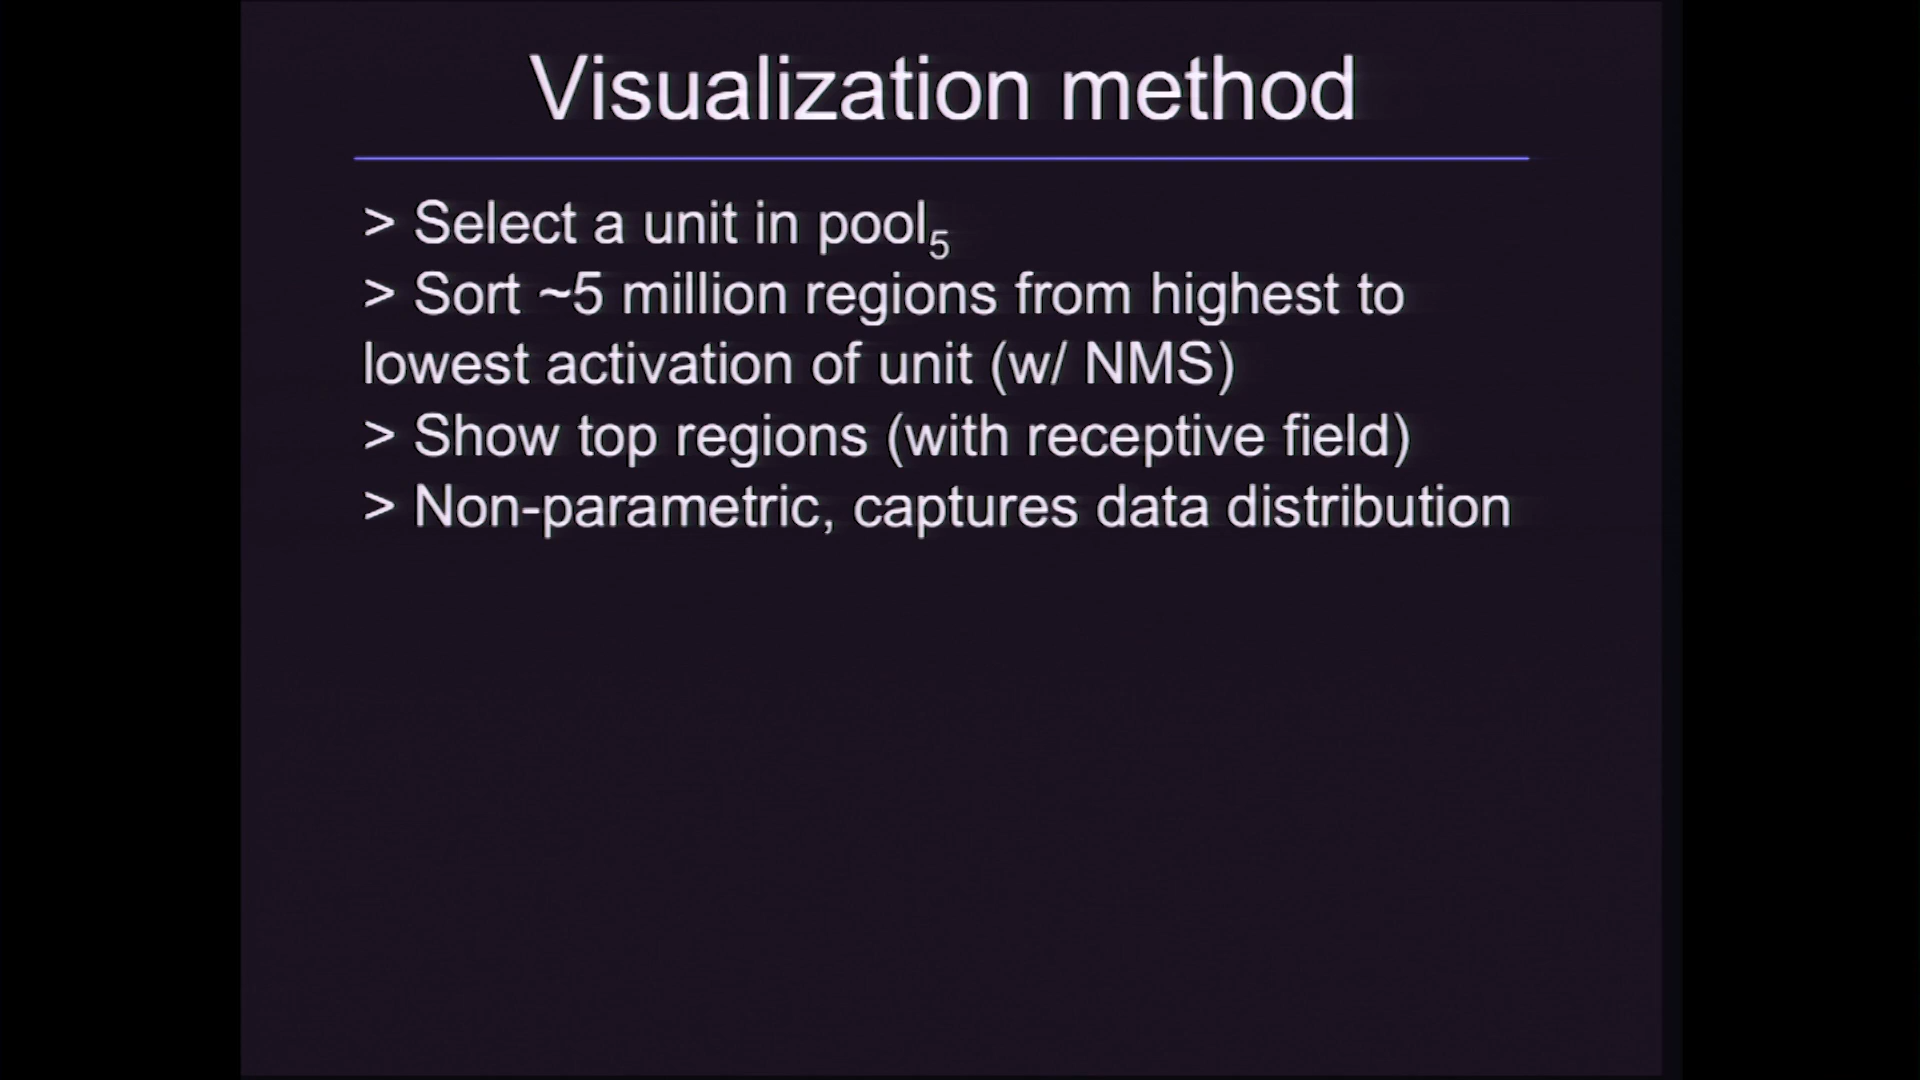 Visualization method
> Select a unit in pool₅
> Sort ~5 million regions from highest to
lowest activation of unit (w/ NMS)
> Show top regions (with receptive field)
> Non-parametric, captures data distribution